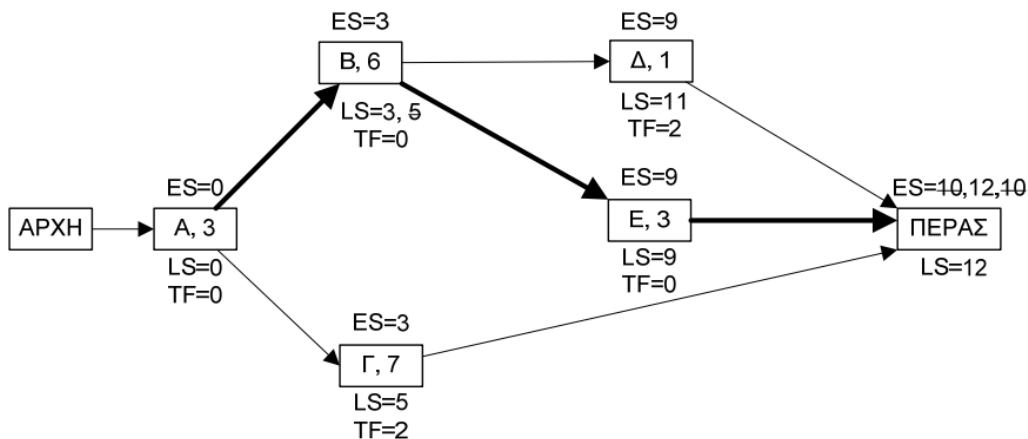 ES=3
B, 6
LS=3, 5
TF=0
ES=9
Δ, 1
LS=11
TF=2
ΑΡΧΗ
ES=0
A, 3
LS=0
TF=0
ES=9
E, 3
LS=9
TF=0
ES=10,12,10
ΠΕΡΑΣ
LS=12
ES=3
Γ, 7
LS=5
TF=2